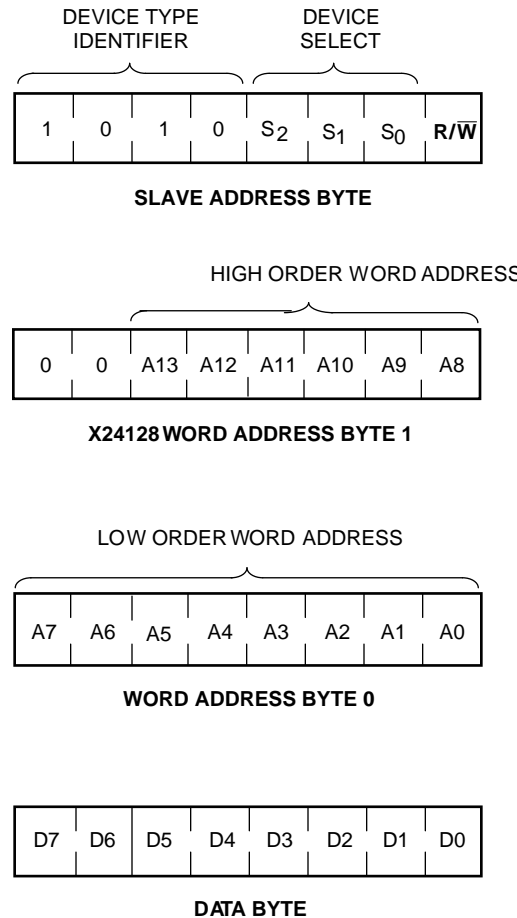 DEVICE TYPE IDENTIFIER
DEVICE SELECT
1 0 1 0 S2 S1 S0 R/W̅
SLAVE ADDRESS BYTE
HIGH ORDER WORD ADDRESS
0 0 A13 A12 A11 A10 A9 A8
X24128 WORD ADDRESS BYTE 1
LOW ORDER WORD ADDRESS
A7 A6 A5 A4 A3 A2 A1 A0
WORD ADDRESS BYTE 0
D7 D6 D5 D4 D3 D2 D1 D0
DATA BYTE